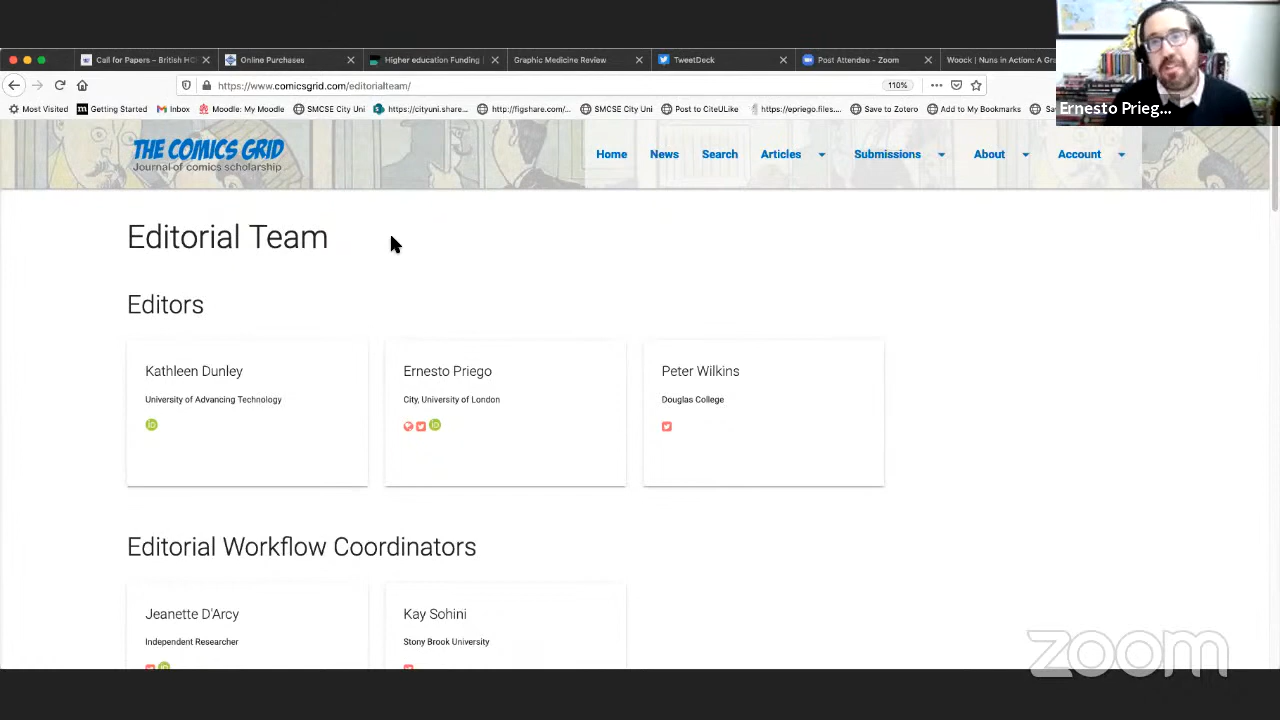 Call for Papers – British HC
Online Purchases
Higher education Funding
Graphic Medicine Review
TweetDeck
Post Attendee - Zoom
Woock | Nuns in Action: A Gra
https://www.comicsgrid.com/editorialteam/
110%
Most Visited
Getting Started
Inbox
Moodle: My Moodle
SMCSE City
cityuni.share...
http://figshare.com/...
SMCSE City Uni
Post to CiteULike
https://epriego.files...
Save to Zotero
Add to My Bookmarks
Ernesto Prieg...
THE COMICS GRID
Journal of comics scholarship
Home News Search Articles Submissions About Account
Editorial Team
Editors
Kathleen Dunley
University of Advancing Technology
Ernesto Priego
City, University of London
Peter Wilkins
Douglas College
Editorial Workflow Coordinators
Jeanette D'Arcy
Independent Researcher
Kay Sohini
Stony Brook University
zoom